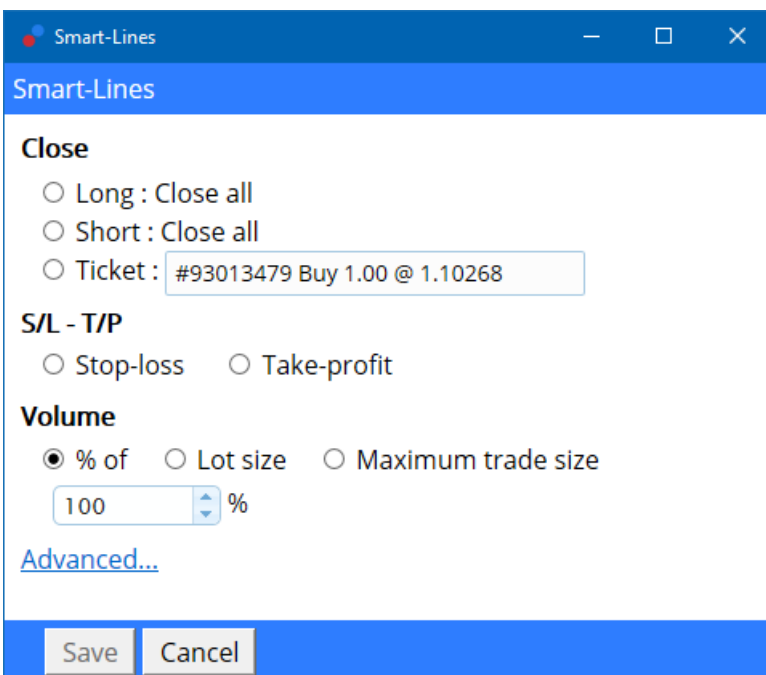 Smart-Lines
Smart-Lines
Close
Long : Close all
Short : Close all
Ticket : #93013479 Buy 1.00 @ 1.10268
S/L - T/P
Stop-loss Take-profit
Volume
% of Lot size Maximum trade size
100 %
Advanced...
Save Cancel